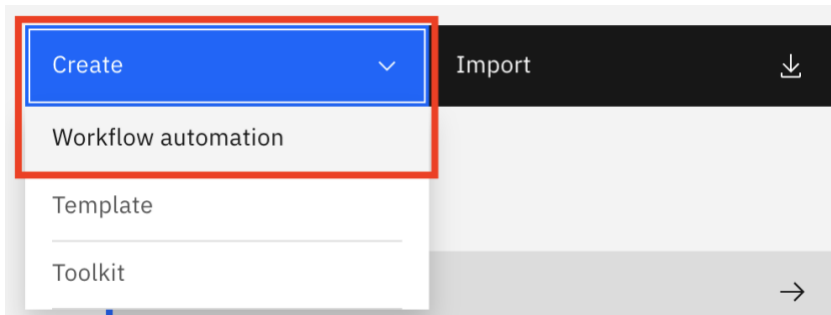 Create
Import
Workflow automation
Template
Toolkit